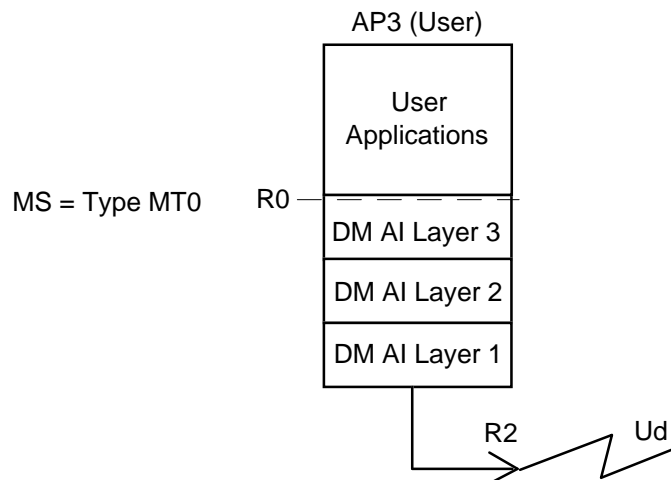 AP3 (User)
User
Applications
MS = Type MT0
R0
DM AI Layer 3
DM AI Layer 2
DM AI Layer 1
R2
Ud